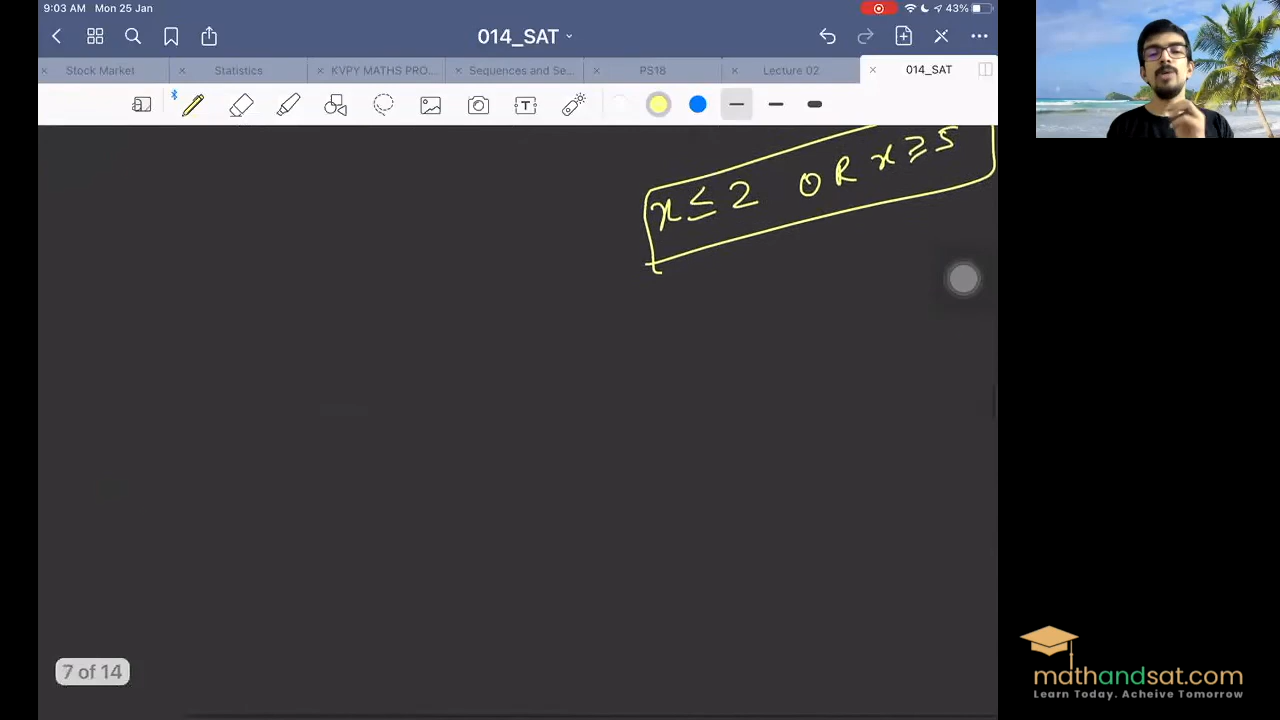 9:03 AM Mon 25 Jan
43%
014_SAT
Stock Market
Statistics
KVPY MATHS PRO...
Sequences and Se...
PS18
Lecture 02
014_SAT
T
x ≤ 2 OR x ≥ 5
7 of 14
mathandsat.com
Learn Today. Acheive Tomorrow